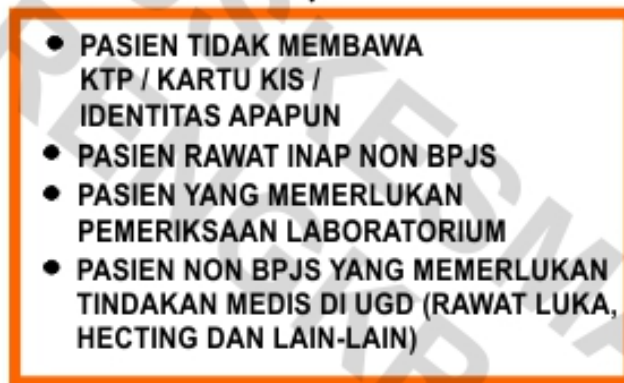 • PASIEN TIDAK MEMBAWA
KTP / KARTU KIS /
IDENTITAS APAPUN
• PASIEN RAWAT INAP NON BPJS
• PASIEN YANG MEMERLUKAN
PEMERIKSAAN LABORATORIUM
• PASIEN NON BPJS YANG MEMERLUKAN
TINDAKAN MEDIS DI UGD (RAWAT LUKA,
HECTING DAN LAIN-LAIN)